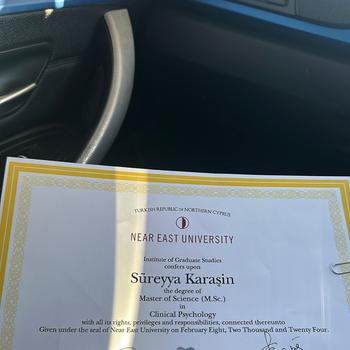 TURKISH REPUBLIC OF NORTHERN CYPRUS
NEAR EAST UNIVERSITY
Institute of Graduate Studies
confers upon
Süreyya Karaşin
the degree of
Master of Science (M.Sc.)
in
Clinical Psychology
with all its rights, privileges and responsibilities, connected thereunto
Given under the seal of Near East University on February Eight, Two Thousand and Twenty Four.